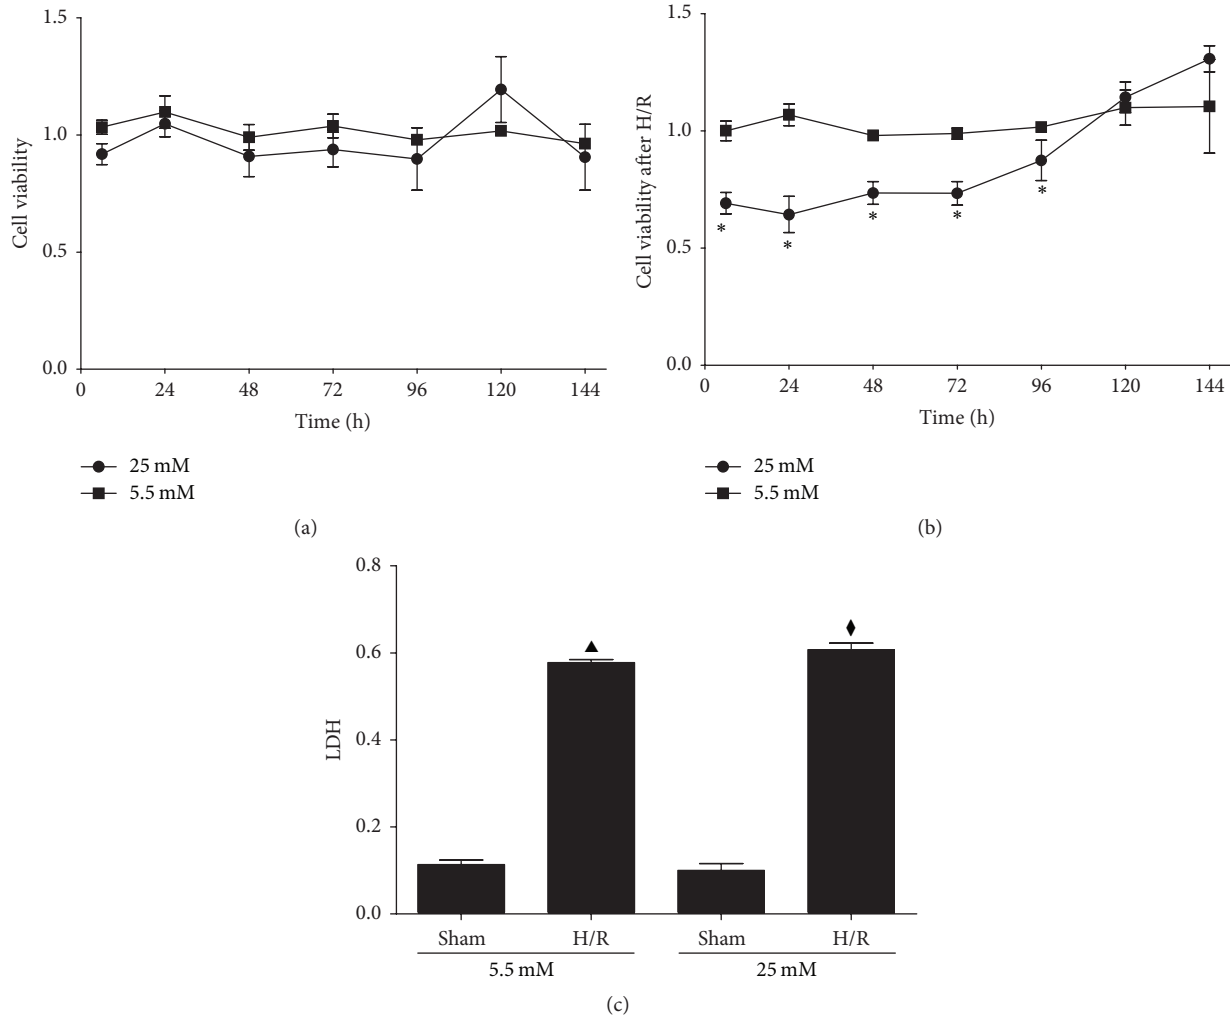 Cell viability
1.5
1.0
0.5
0.0
0 24 48 72 96 120 144
Time (h)
25 mM
5.5 mM
(a)
Cell viability after H/R
1.5
1.0
0.5
0.0
* * * * *
0 24 48 72 96 120 144
Time (h)
25 mM
5.5 mM
(b)
LDH
0.8
0.6
0.4
0.2
0.0
Sham H/R Sham H/R
5.5 mM 25 mM
(c)